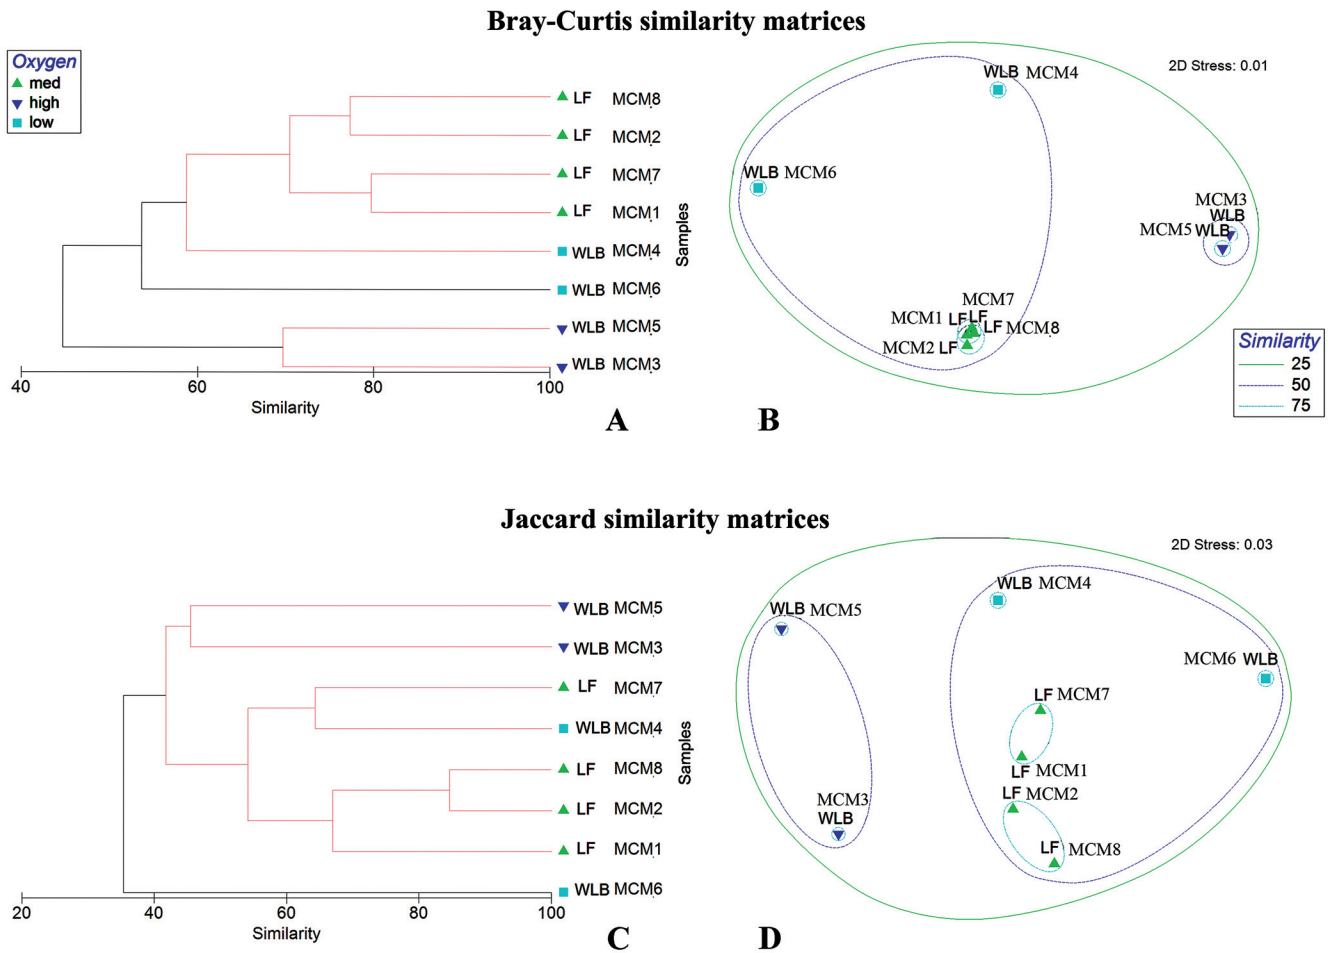 Bray-Curtis similarity matrices
Oxygen
med
high
low
LF MCM8
LF MCM2
LF MCM7
LF MCM1
WLB MCM4
WLB MCM6
WLB MCM5
WLB MCM3
Samples
40 60 80 100
Similarity
A
2D Stress: 0.01
WLB MCM4
WLB MCM6
MCM3
WLB
MCM5 WLB
MCM7
MCM1 LF LF
LF MCM8
MCM2 LF
Similarity
25
50
75
B
Jaccard similarity matrices
WLB MCM5
WLB MCM3
LF MCM7
WLB MCM4
LF MCM8
LF MCM2
LF MCM1
WLB MCM6
Samples
20 40 60 80 100
Similarity
C
2D Stress: 0.03
WLB MCM4
WLB MCM5
MCM6 WLB
LF MCM7
LF MCM1
LF MCM2
MCM3
WLB
LF MCM8
D